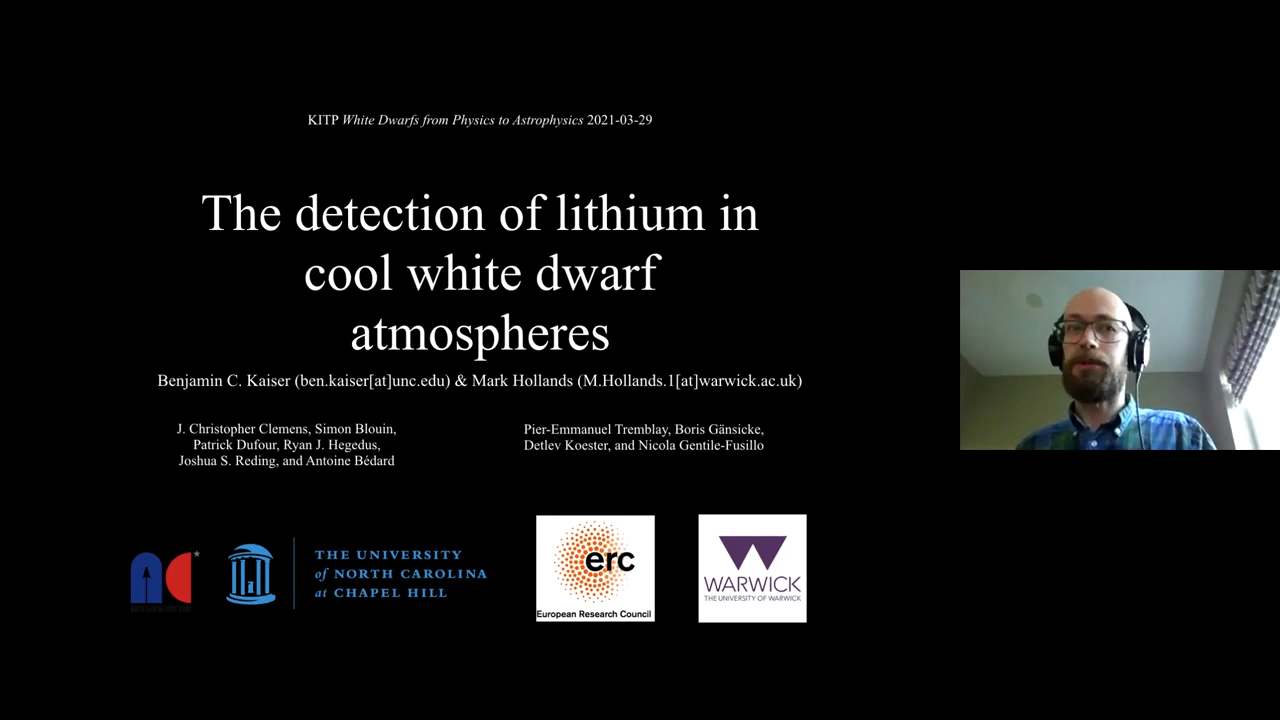 KITP White Dwarfs from Physics to Astrophysics 2021-03-29
The detection of lithium in
cool white dwarf
atmospheres
Benjamin C. Kaiser (ben.kaiser[at]unc.edu) & Mark Hollands (M.Hollands.1[at]warwick.ac.uk)
J. Christopher Clemens, Simon Blouin,
Patrick Dufour, Ryan J. Hegedus,
Joshua S. Reding, and Antoine Bédard
Pier-Emmanuel Tremblay, Boris Gänsicke,
Detlev Koester, and Nicola Gentile-Fusillo
THE UNIVERSITY
of NORTH CAROLINA
at CHAPEL HILL
erc
European Research Council
WARWICK
THE UNIVERSITY OF WARWICK